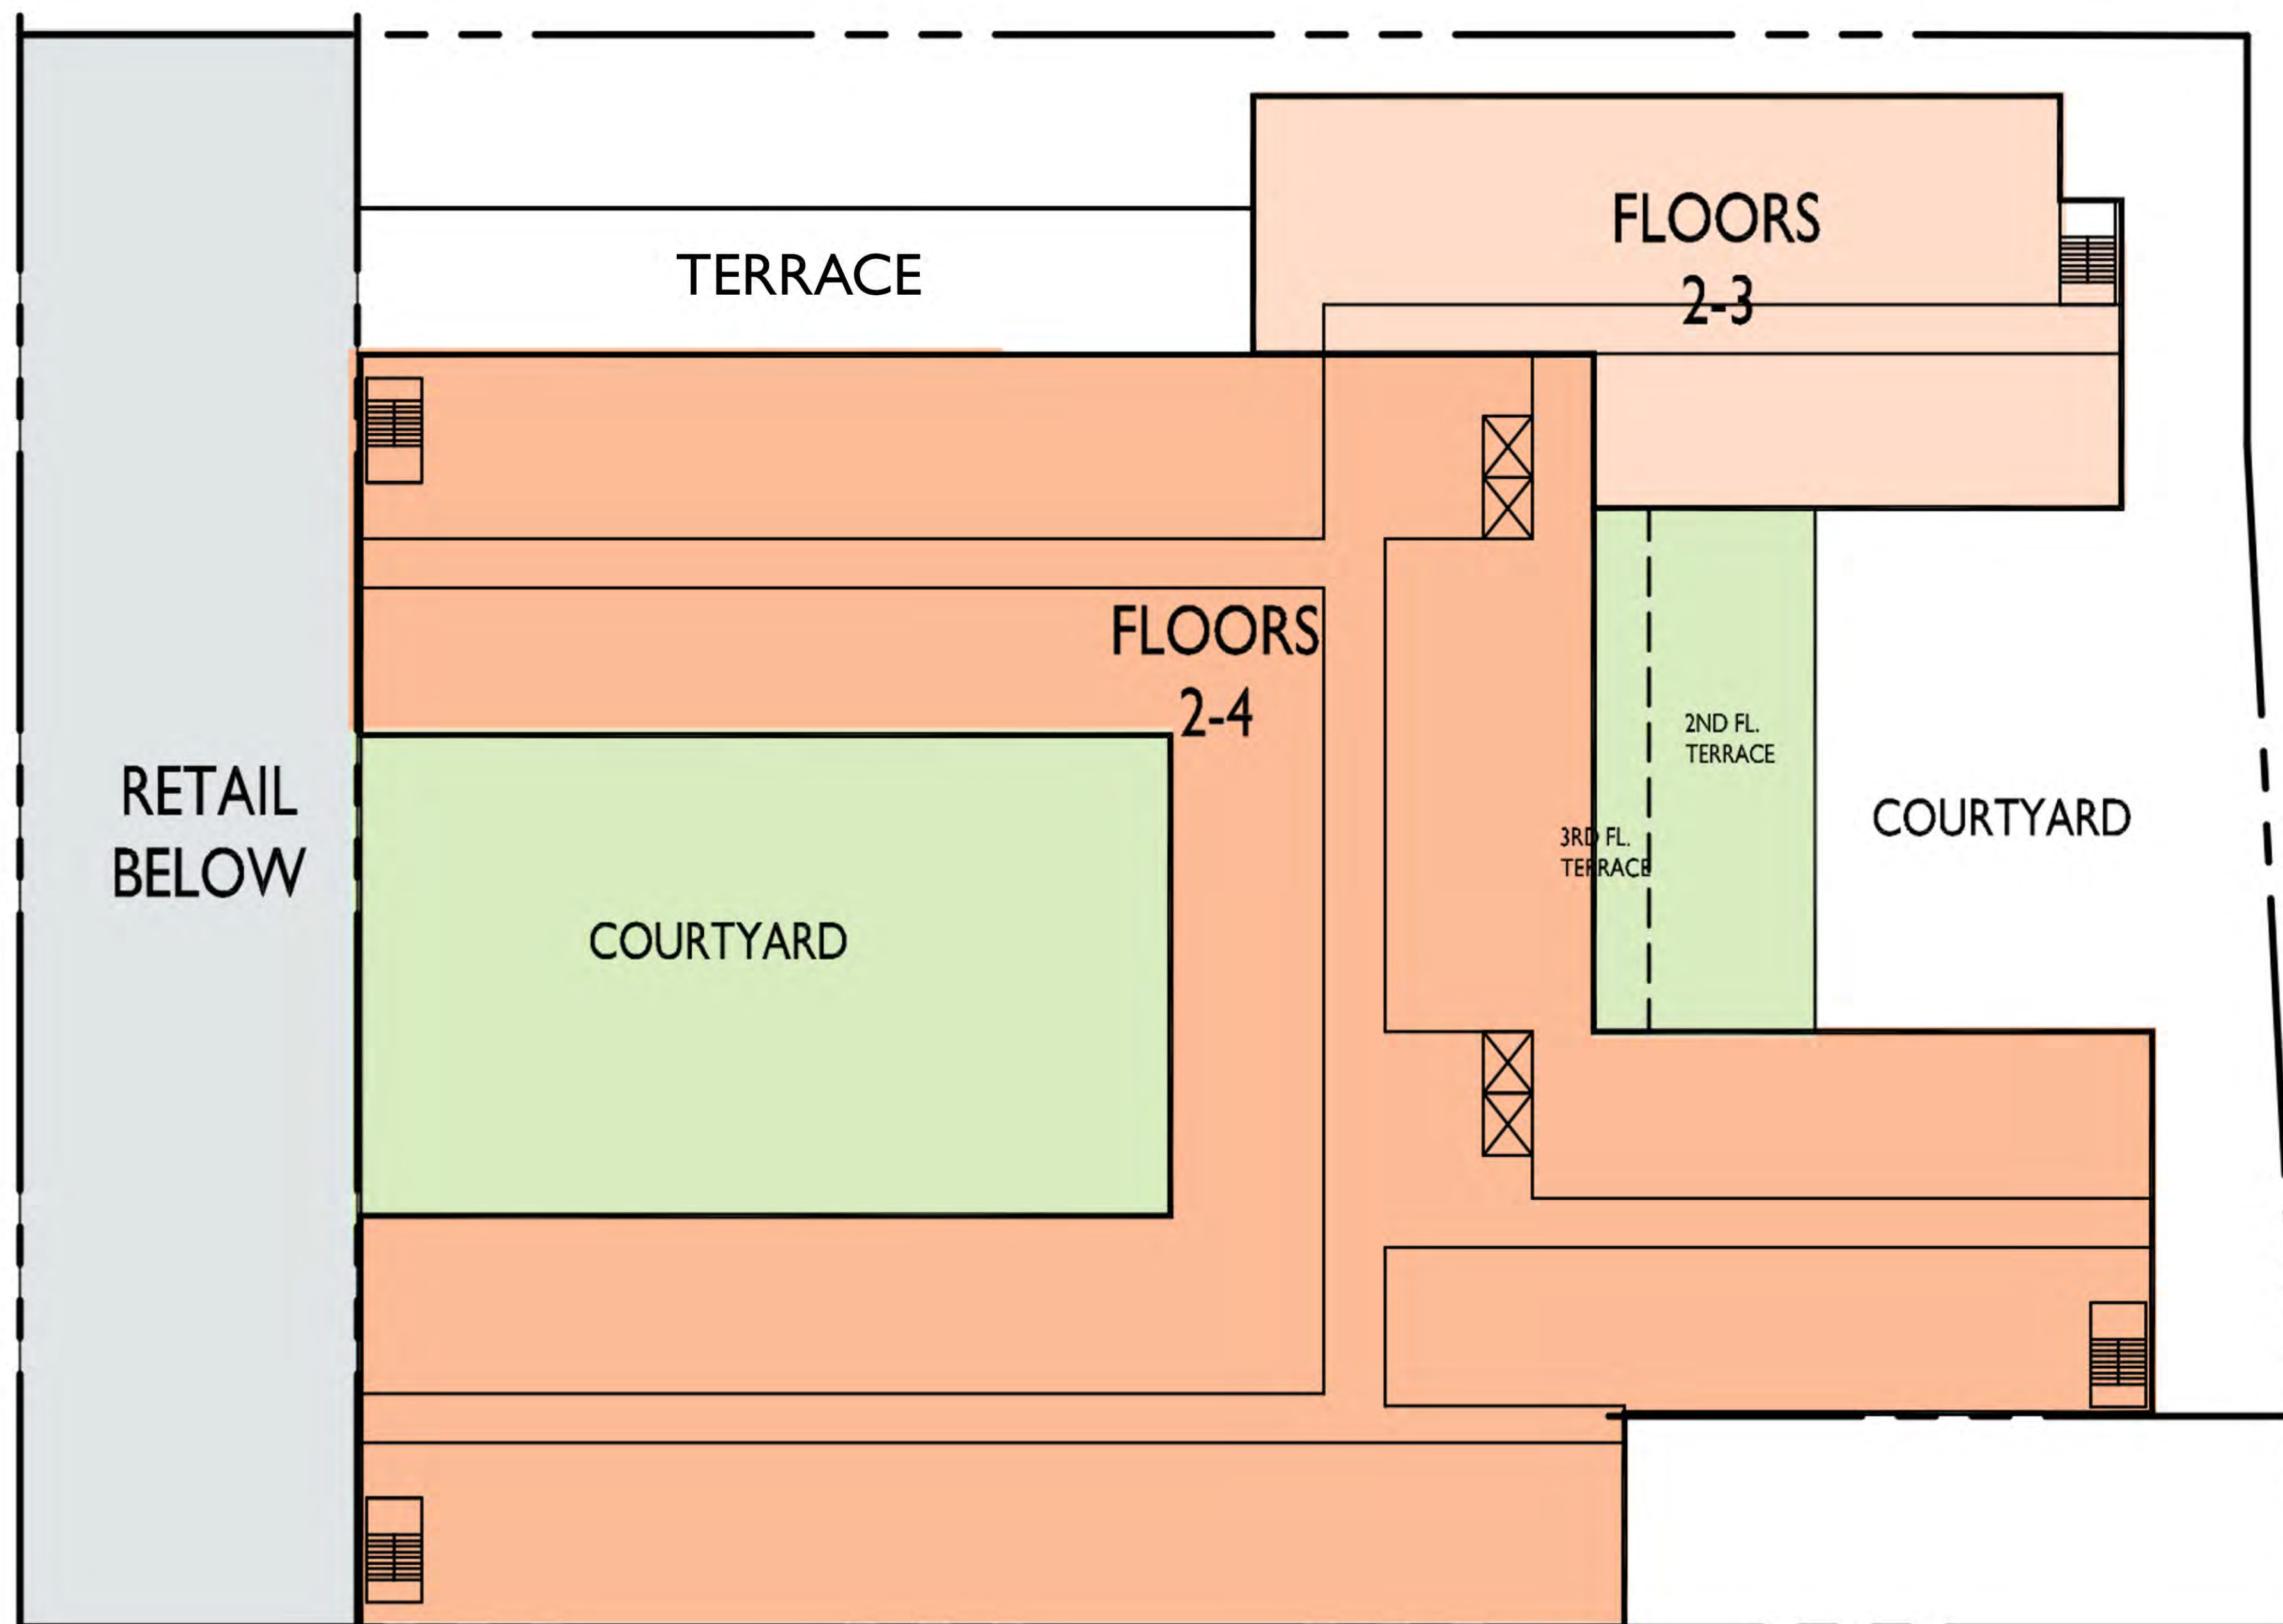 FLOORS
2-3
TERRACE
FLOORS
2-4
2ND FL.
TERRACE
RETAIL
BELOW
COURTYARD
3RD FL.
TERRACE
COURTYARD